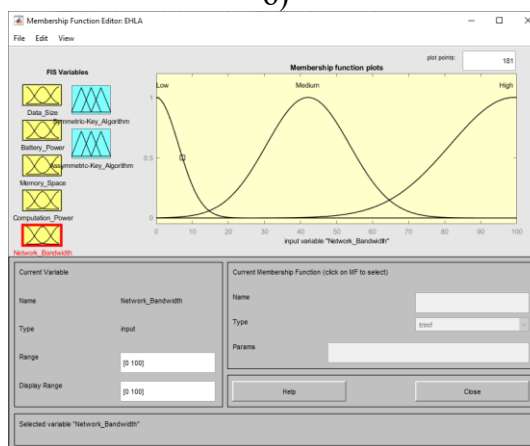 6)
Membership Function Editor: EHLA
File Edit View
plot points: 181
FIS Variables
Membership function plots
Data_Size
Symmetric-Key_Algorithm
Battery_Power
Assymmetric-Key_Algorithm
Memory_Space
Computation_Power
Network_Bandwidth
Low Medium High
1
0.5
0
0 10 20 30 40 50 60 70 80 90 100
input variable "Network_Bandwidth"
Current Variable
Name Network_Bandwidth
Type input
Range [0 100]
Display Range [0 100]
Current Membership Function (click on MF to select)
Name
Type trimf
Params
Help Close
Selected variable "Network_Bandwidth"